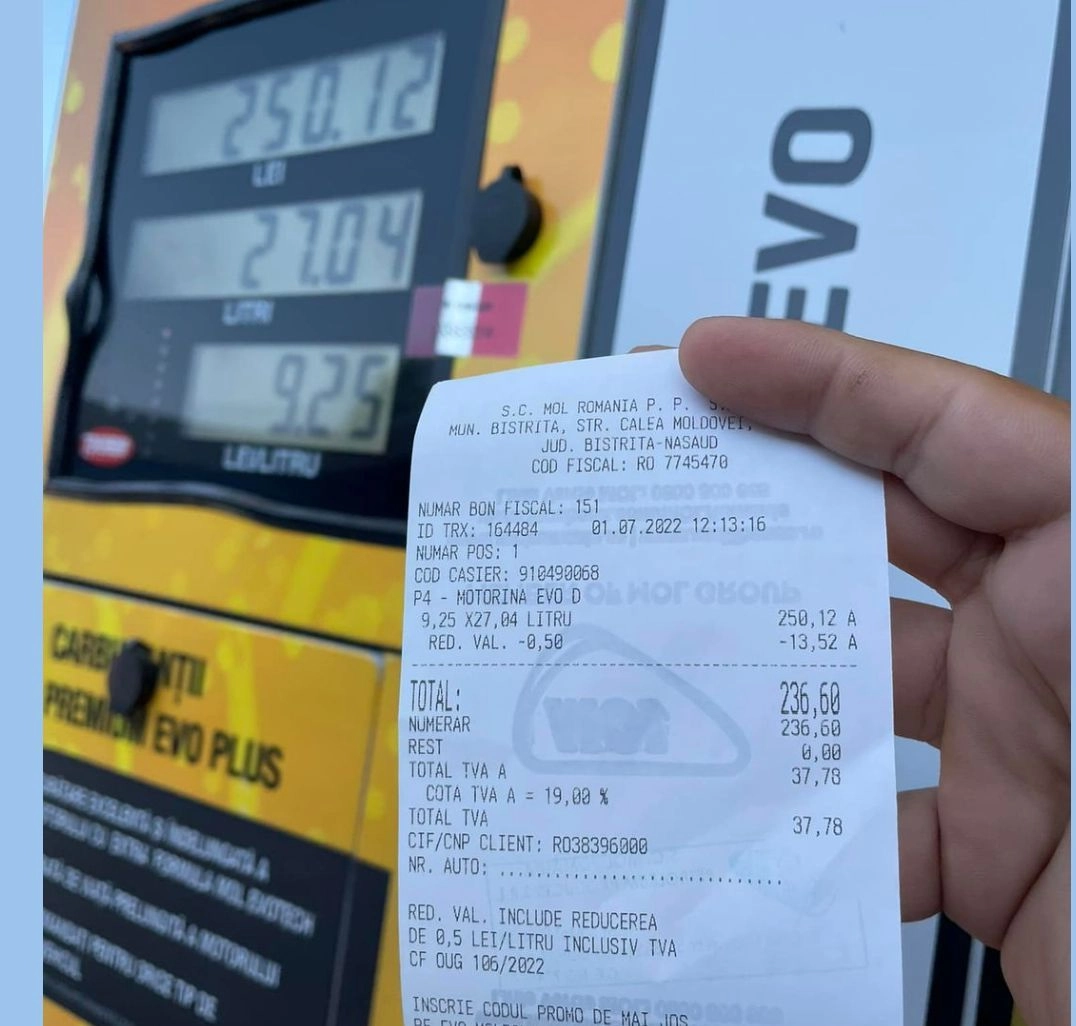 250.12
LEI
27.04
LITRI
9.25
LEI/LITRU
EVO
CARBURANȚII
PREMIUM EVO PLUS
S.C. MOL ROMANIA P. P.
MUN. BISTRITA, STR. CALEA MOLDOVEI,
JUD. BISTRITA-NASAUD
COD FISCAL: RO 7745470
NUMAR BON FISCAL: 151
ID TRX: 164484 01.07.2022 12:13:16
NUMAR POS: 1
COD CASIER: 910490068
P4 - MOTORINA EVO D
9,25 X27,04 LITRU 250,12 A
RED. VAL. -0,50 -13,52 A
TOTAL: 236,60
NUMERAR 236,60
REST 0,00
TOTAL TVA A 37,78
COTA TVA A = 19,00 %
TOTAL TVA 37,78
CIF/CNP CLIENT: RO38396000
NR. AUTO: ..............................
RED. VAL. INCLUDE REDUCEREA
DE 0,5 LEI/LITRU INCLUSIV TVA
CF OUG 106/2022
INSCRIE CODUL PROMO DE MAI JOS